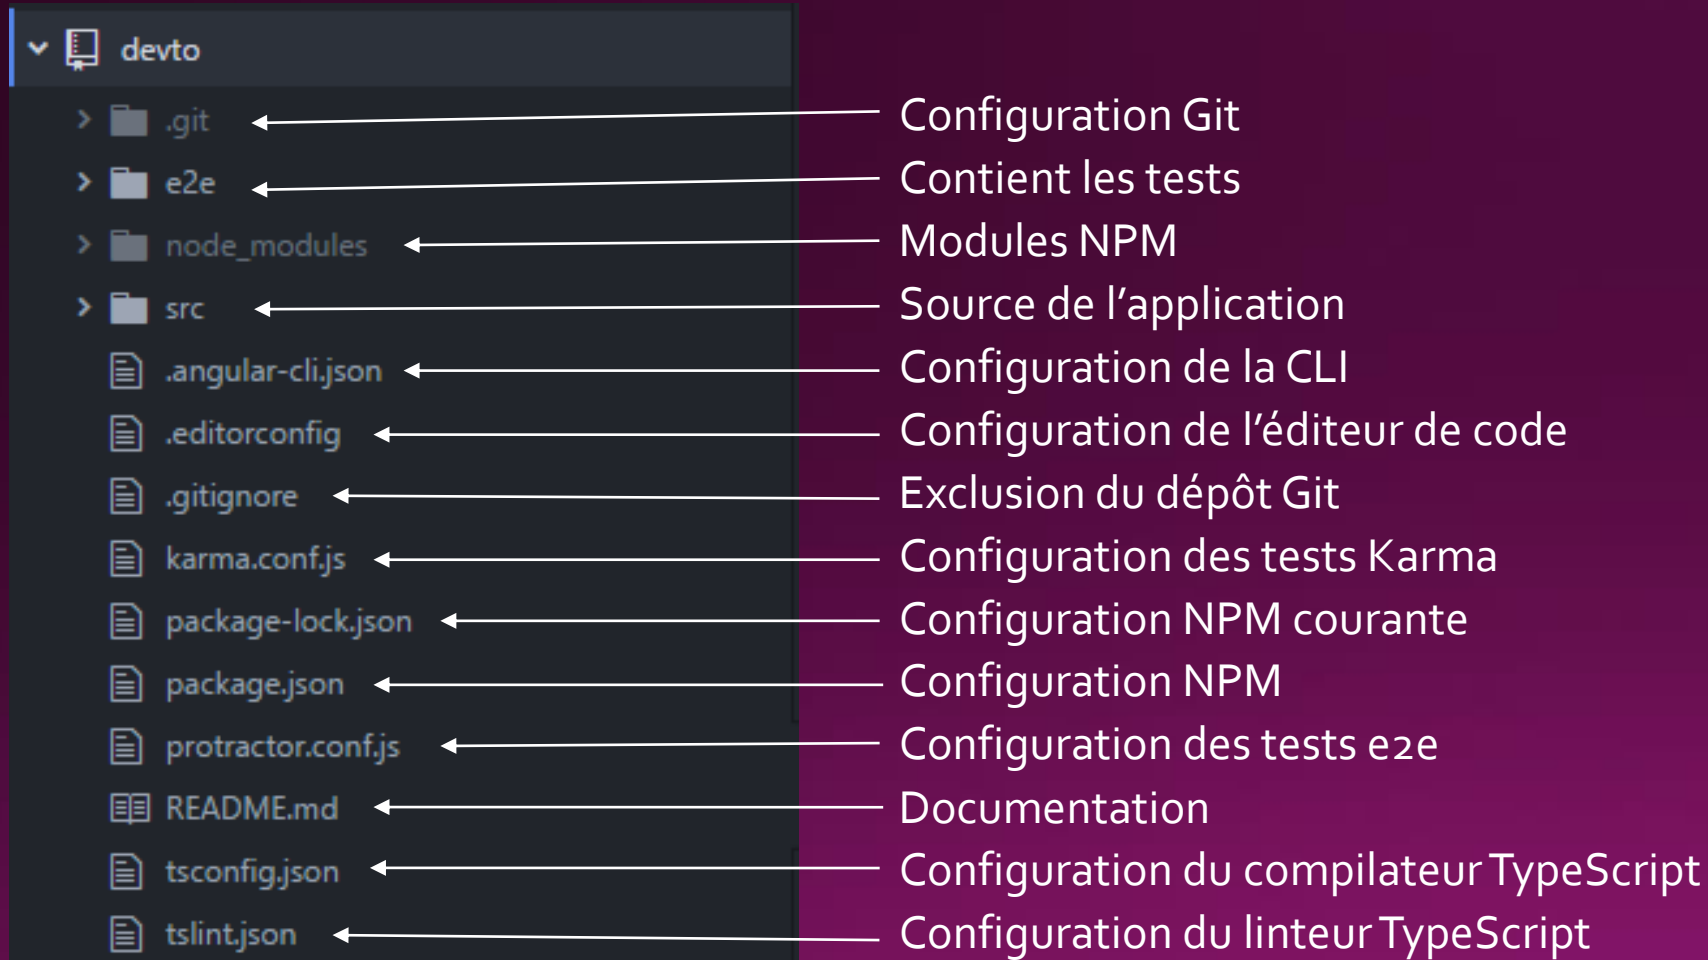 devto
.git
Configuration Git
e2e
Contient les tests
node_modules
Modules NPM
src
Source de l’application
.angular-cli.json
Configuration de la CLI
.editorconfig
Configuration de l’éditeur de code
.gitignore
Exclusion du dépôt Git
karma.conf.js
Configuration des tests Karma
package-lock.json
Configuration NPM courante
package.json
Configuration NPM
protractor.conf.js
Configuration des tests e2e
README.md
Documentation
tsconfig.json
Configuration du compilateur TypeScript
tslint.json
Configuration du linteur TypeScript